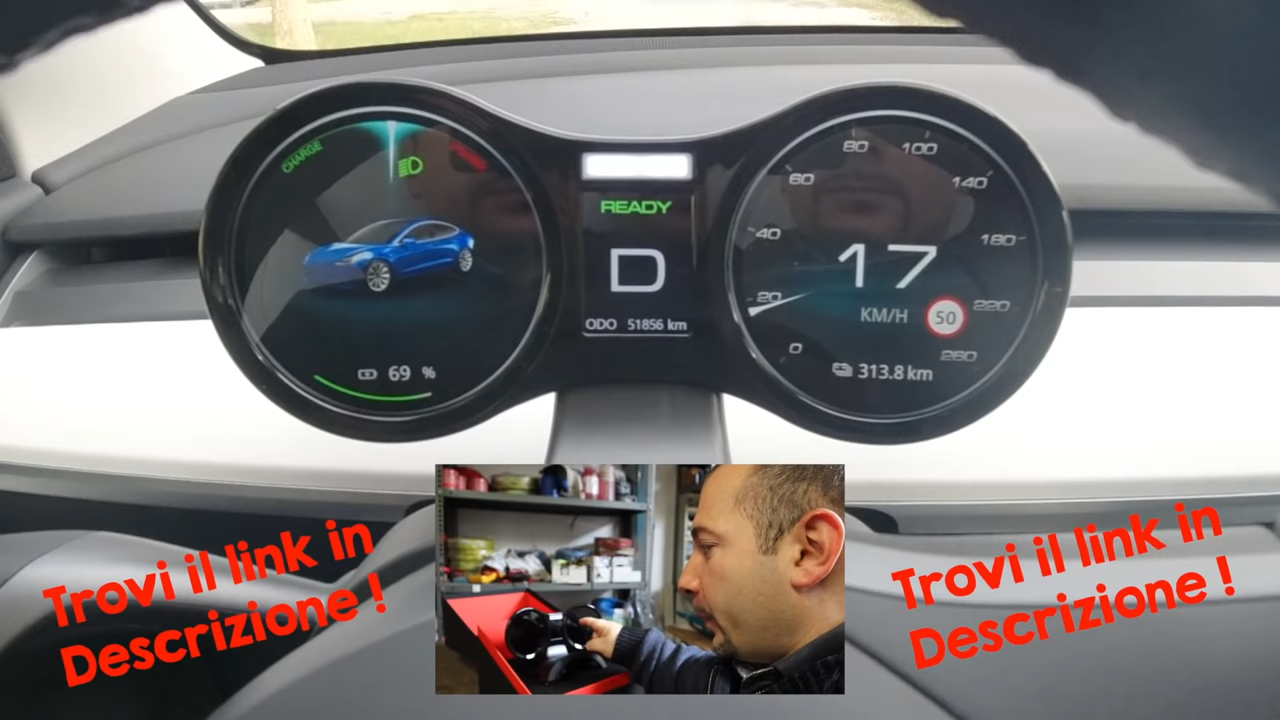 CHARGE
69 %
READY
D
ODO 51856 km
0
20
40
60
80
100
140
180
220
260
17
KM/H
50
313.8 km
Trovi il link in
Descrizione !
Trovi il link in
Descrizione !